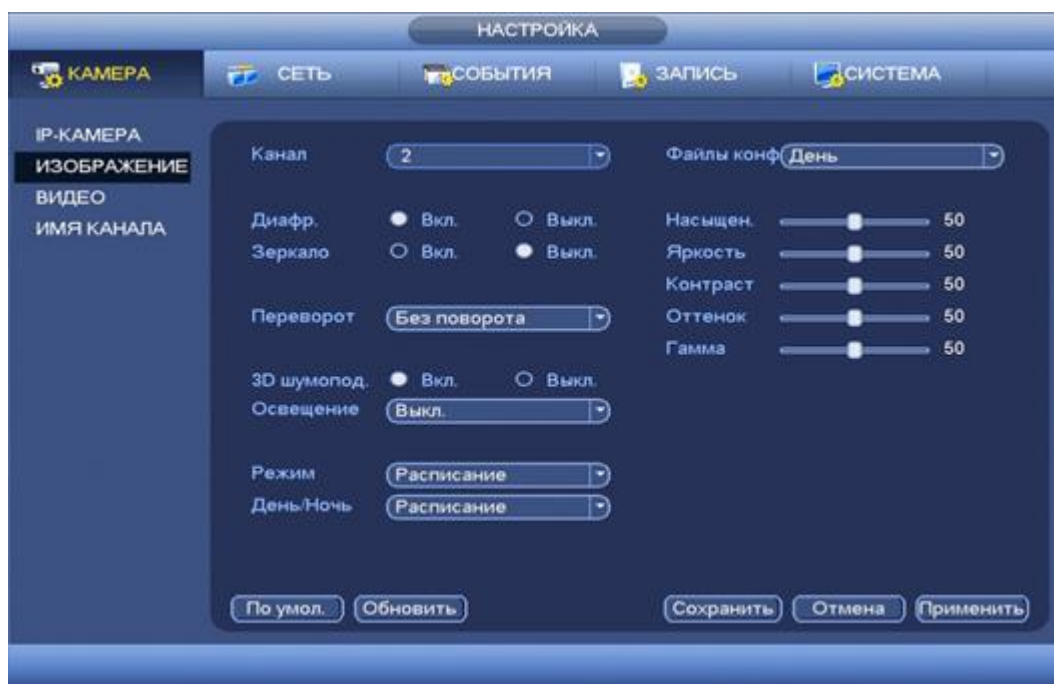 НАСТРОЙКА
КАМЕРА СЕТЬ СОБЫТИЯ ЗАПИСЬ СИСТЕМА
IP-КАМЕРА
ИЗОБРАЖЕНИЕ
ВИДЕО
ИМЯ КАНАЛА
Канал 2 Файлы конф День
Диафр. Вкл. Выкл. Насыщен. 50
Зеркало Вкл. Выкл. Яркость 50
Контраст 50
Переворот Без поворота Оттенок 50
Гамма 50
3D шумопод. Вкл. Выкл.
Освещение Выкл.
Режим Расписание
День/Ночь Расписание
По умол. Обновить Сохранить Отмена Применить